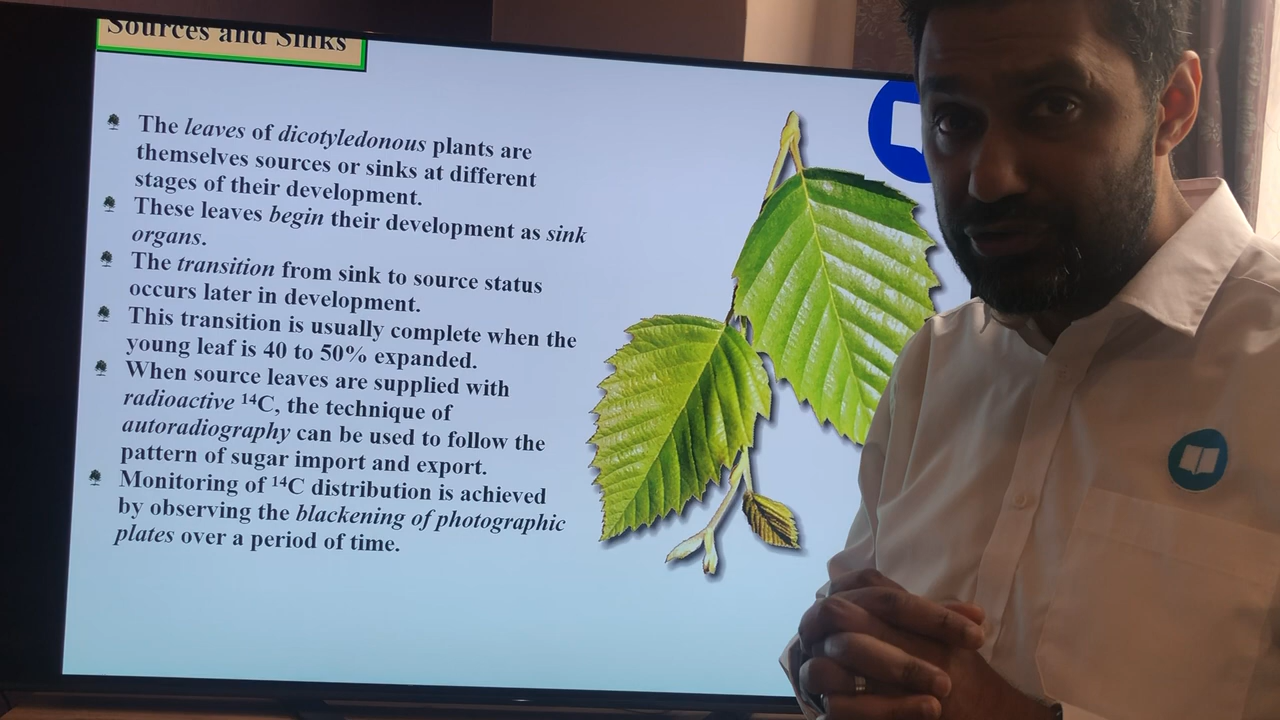 Sources and Sinks
The leaves of dicotyledonous plants are
themselves sources or sinks at different
stages of their development.
These leaves begin their development as sink
organs.
The transition from sink to source status
occurs later in development.
This transition is usually complete when the
young leaf is 40 to 50% expanded.
When source leaves are supplied with
radioactive ¹⁴C, the technique of
autoradiography can be used to follow the
pattern of sugar import and export.
Monitoring of ¹⁴C distribution is achieved
by observing the blackening of photographic
plates over a period of time.